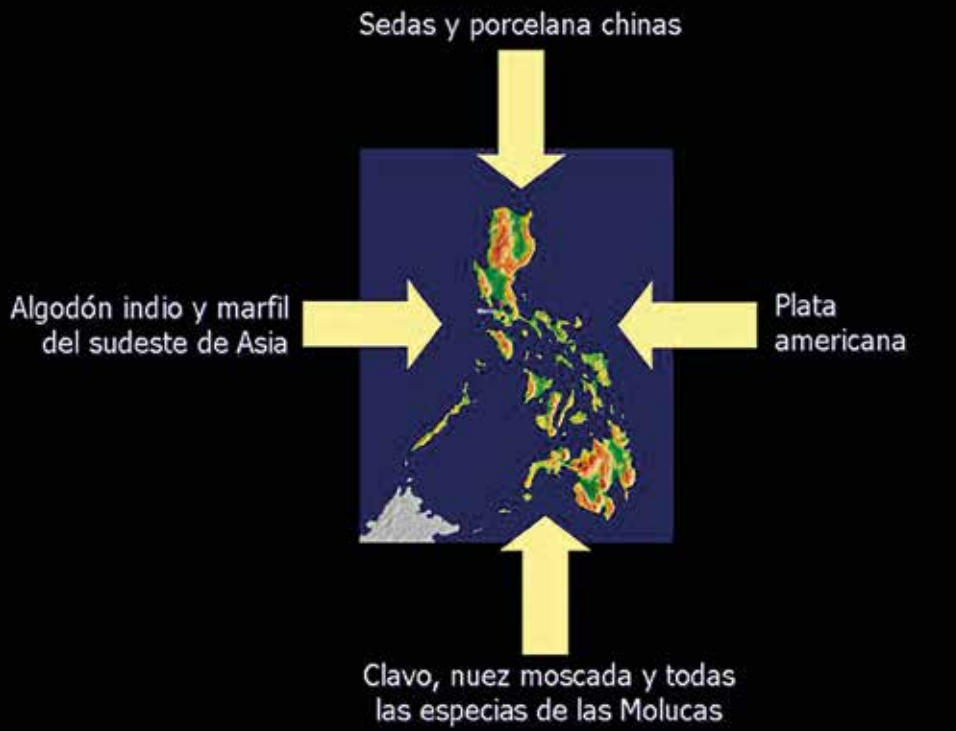 Sedas y porcelana chinas
Algodón indio y marfil
del sudeste de Asia
Plata
americana
Clavo, nuez moscada y todas
las especias de las Molucas